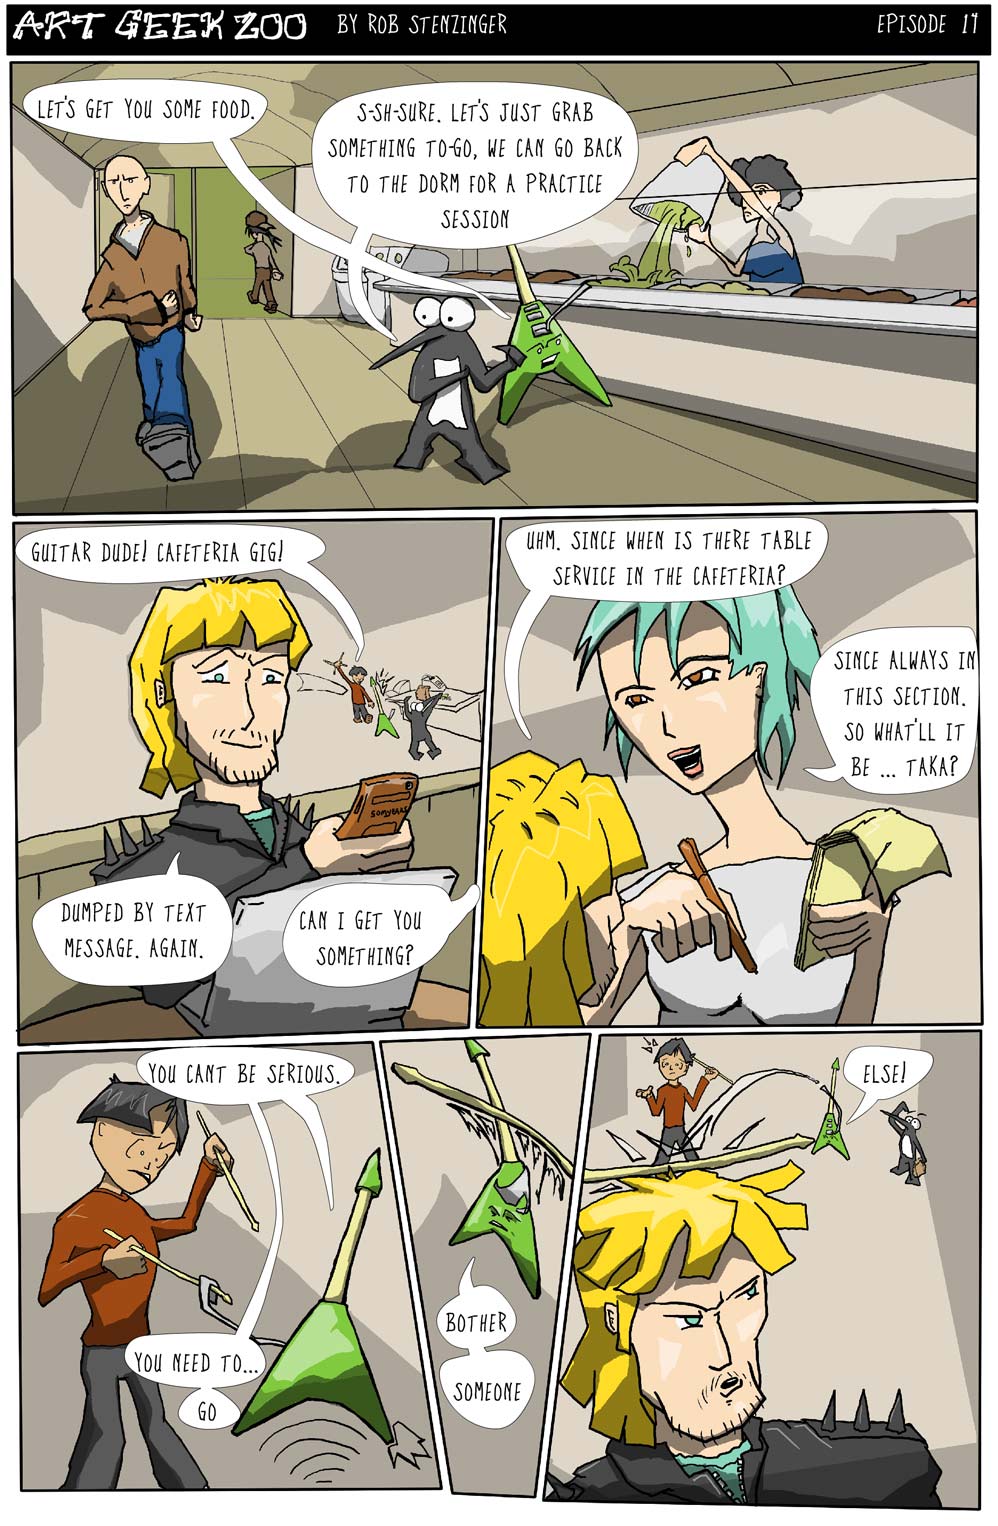 ART GEEK ZOO BY ROB STENZINGER EPISODE 14
LET'S GET YOU SOME FOOD.
S-SH-SURE. LET'S JUST GRAB
SOMETHING TO-GO, WE CAN GO BACK
TO THE DORM FOR A PRACTICE
SESSION
GUITAR DUDE! CAFETERIA GIG!
SOMYEAAA
DUMPED BY TEXT
MESSAGE. AGAIN.
CAN I GET YOU
SOMETHING?
UHM. SINCE WHEN IS THERE TABLE
SERVICE IN THE CAFETERIA?
SINCE ALWAYS IN
THIS SECTION.
SO WHAT'LL IT
BE ... TAKA?
YOU CANT BE SERIOUS.
YOU NEED TO...
GO
BOTHER
SOMEONE
ELSE!